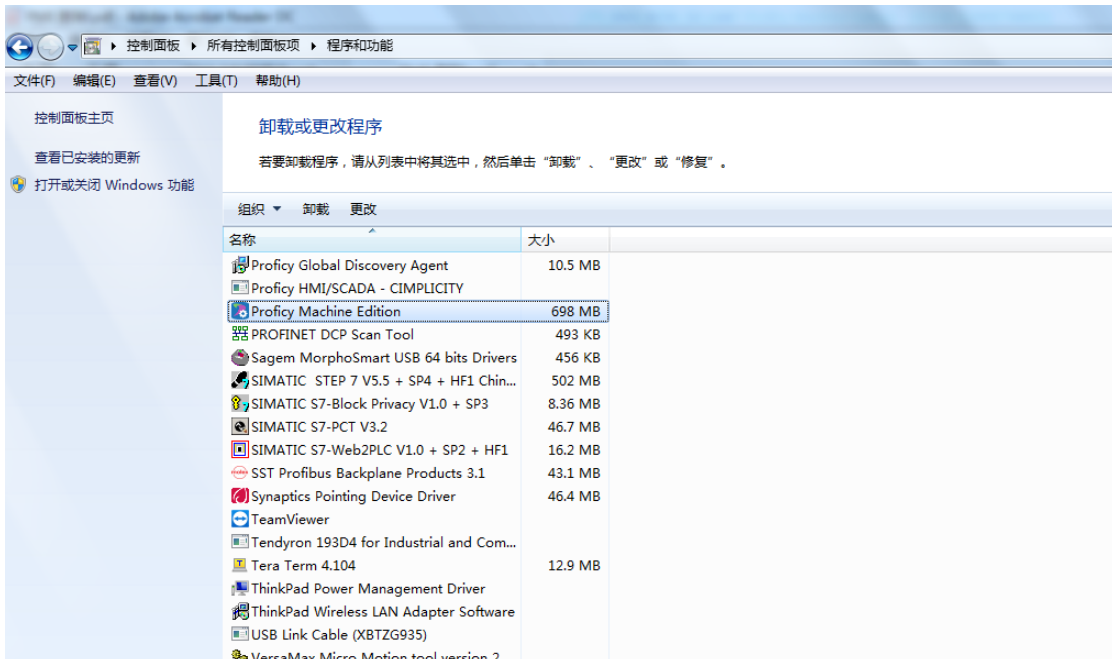 控制面板 ▸ 所有控制面板项 ▸ 程序和功能
文件(F) 编辑(E) 查看(V) 工具(T) 帮助(H)
控制面板主页
查看已安装的更新
打开或关闭 Windows 功能
卸载或更改程序
若要卸载程序，请从列表中将其选中，然后单击“卸载”、“更改”或“修复”。
组织 卸载 更改
名称 大小
Proficy Global Discovery Agent 10.5 MB
Proficy HMI/SCADA - CIMPLICITY
Proficy Machine Edition 698 MB
PROFINET DCP Scan Tool 493 KB
Sagem MorphoSmart USB 64 bits Drivers 456 KB
SIMATIC STEP 7 V5.5 + SP4 + HF1 Chin... 502 MB
SIMATIC S7-Block Privacy V1.0 + SP3 8.36 MB
SIMATIC S7-PCT V3.2 46.7 MB
SIMATIC S7-Web2PLC V1.0 + SP2 + HF1 16.2 MB
SST Profibus Backplane Products 3.1 43.1 MB
Synaptics Pointing Device Driver 46.4 MB
TeamViewer
Tendyron 193D4 for Industrial and Com...
Tera Term 4.104 12.9 MB
ThinkPad Power Management Driver
ThinkPad Wireless LAN Adapter Software
USB Link Cable (XBTZG935)
VersaMax Micro Motion tool version 2